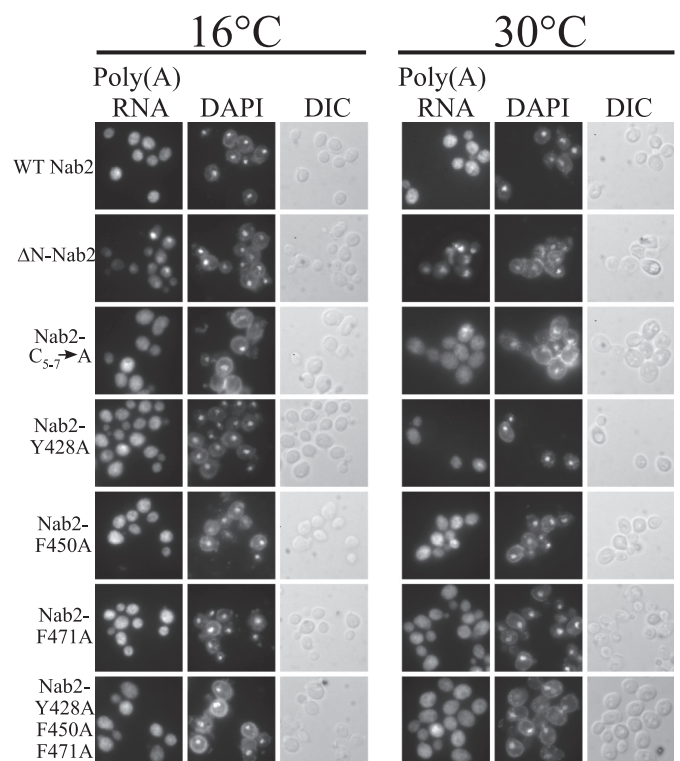 16°C 30°C
Poly(A) Poly(A)
RNA DAPI DIC RNA DAPI DIC
WT Nab2
ΔN-Nab2
Nab2-
C₅₋₇➔A
Nab2-
Y428A
Nab2-
F450A
Nab2-
F471A
Nab2-
Y428A
F450A
F471A